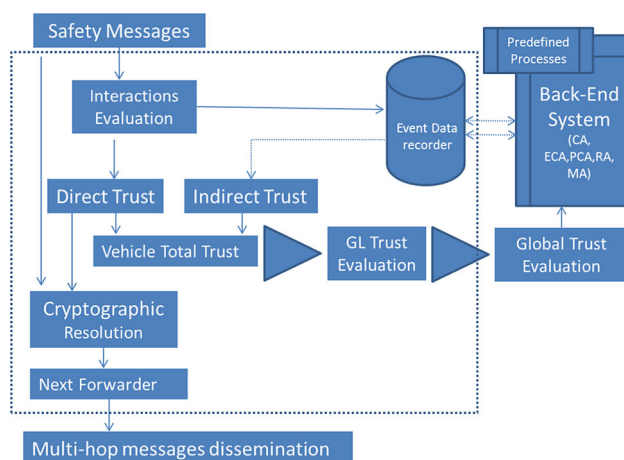 Safety Messages
Predefined
Processes
Interactions
Evaluation
Event Data
recorder
Back-End
System
(CA,
ECA,PCA,RA,
MA)
Direct Trust
Indirect Trust
Vehicle Total Trust
GL Trust
Evaluation
Global Trust
Evaluation
Cryptographic
Resolution
Next Forwarder
Multi-hop messages dissemination